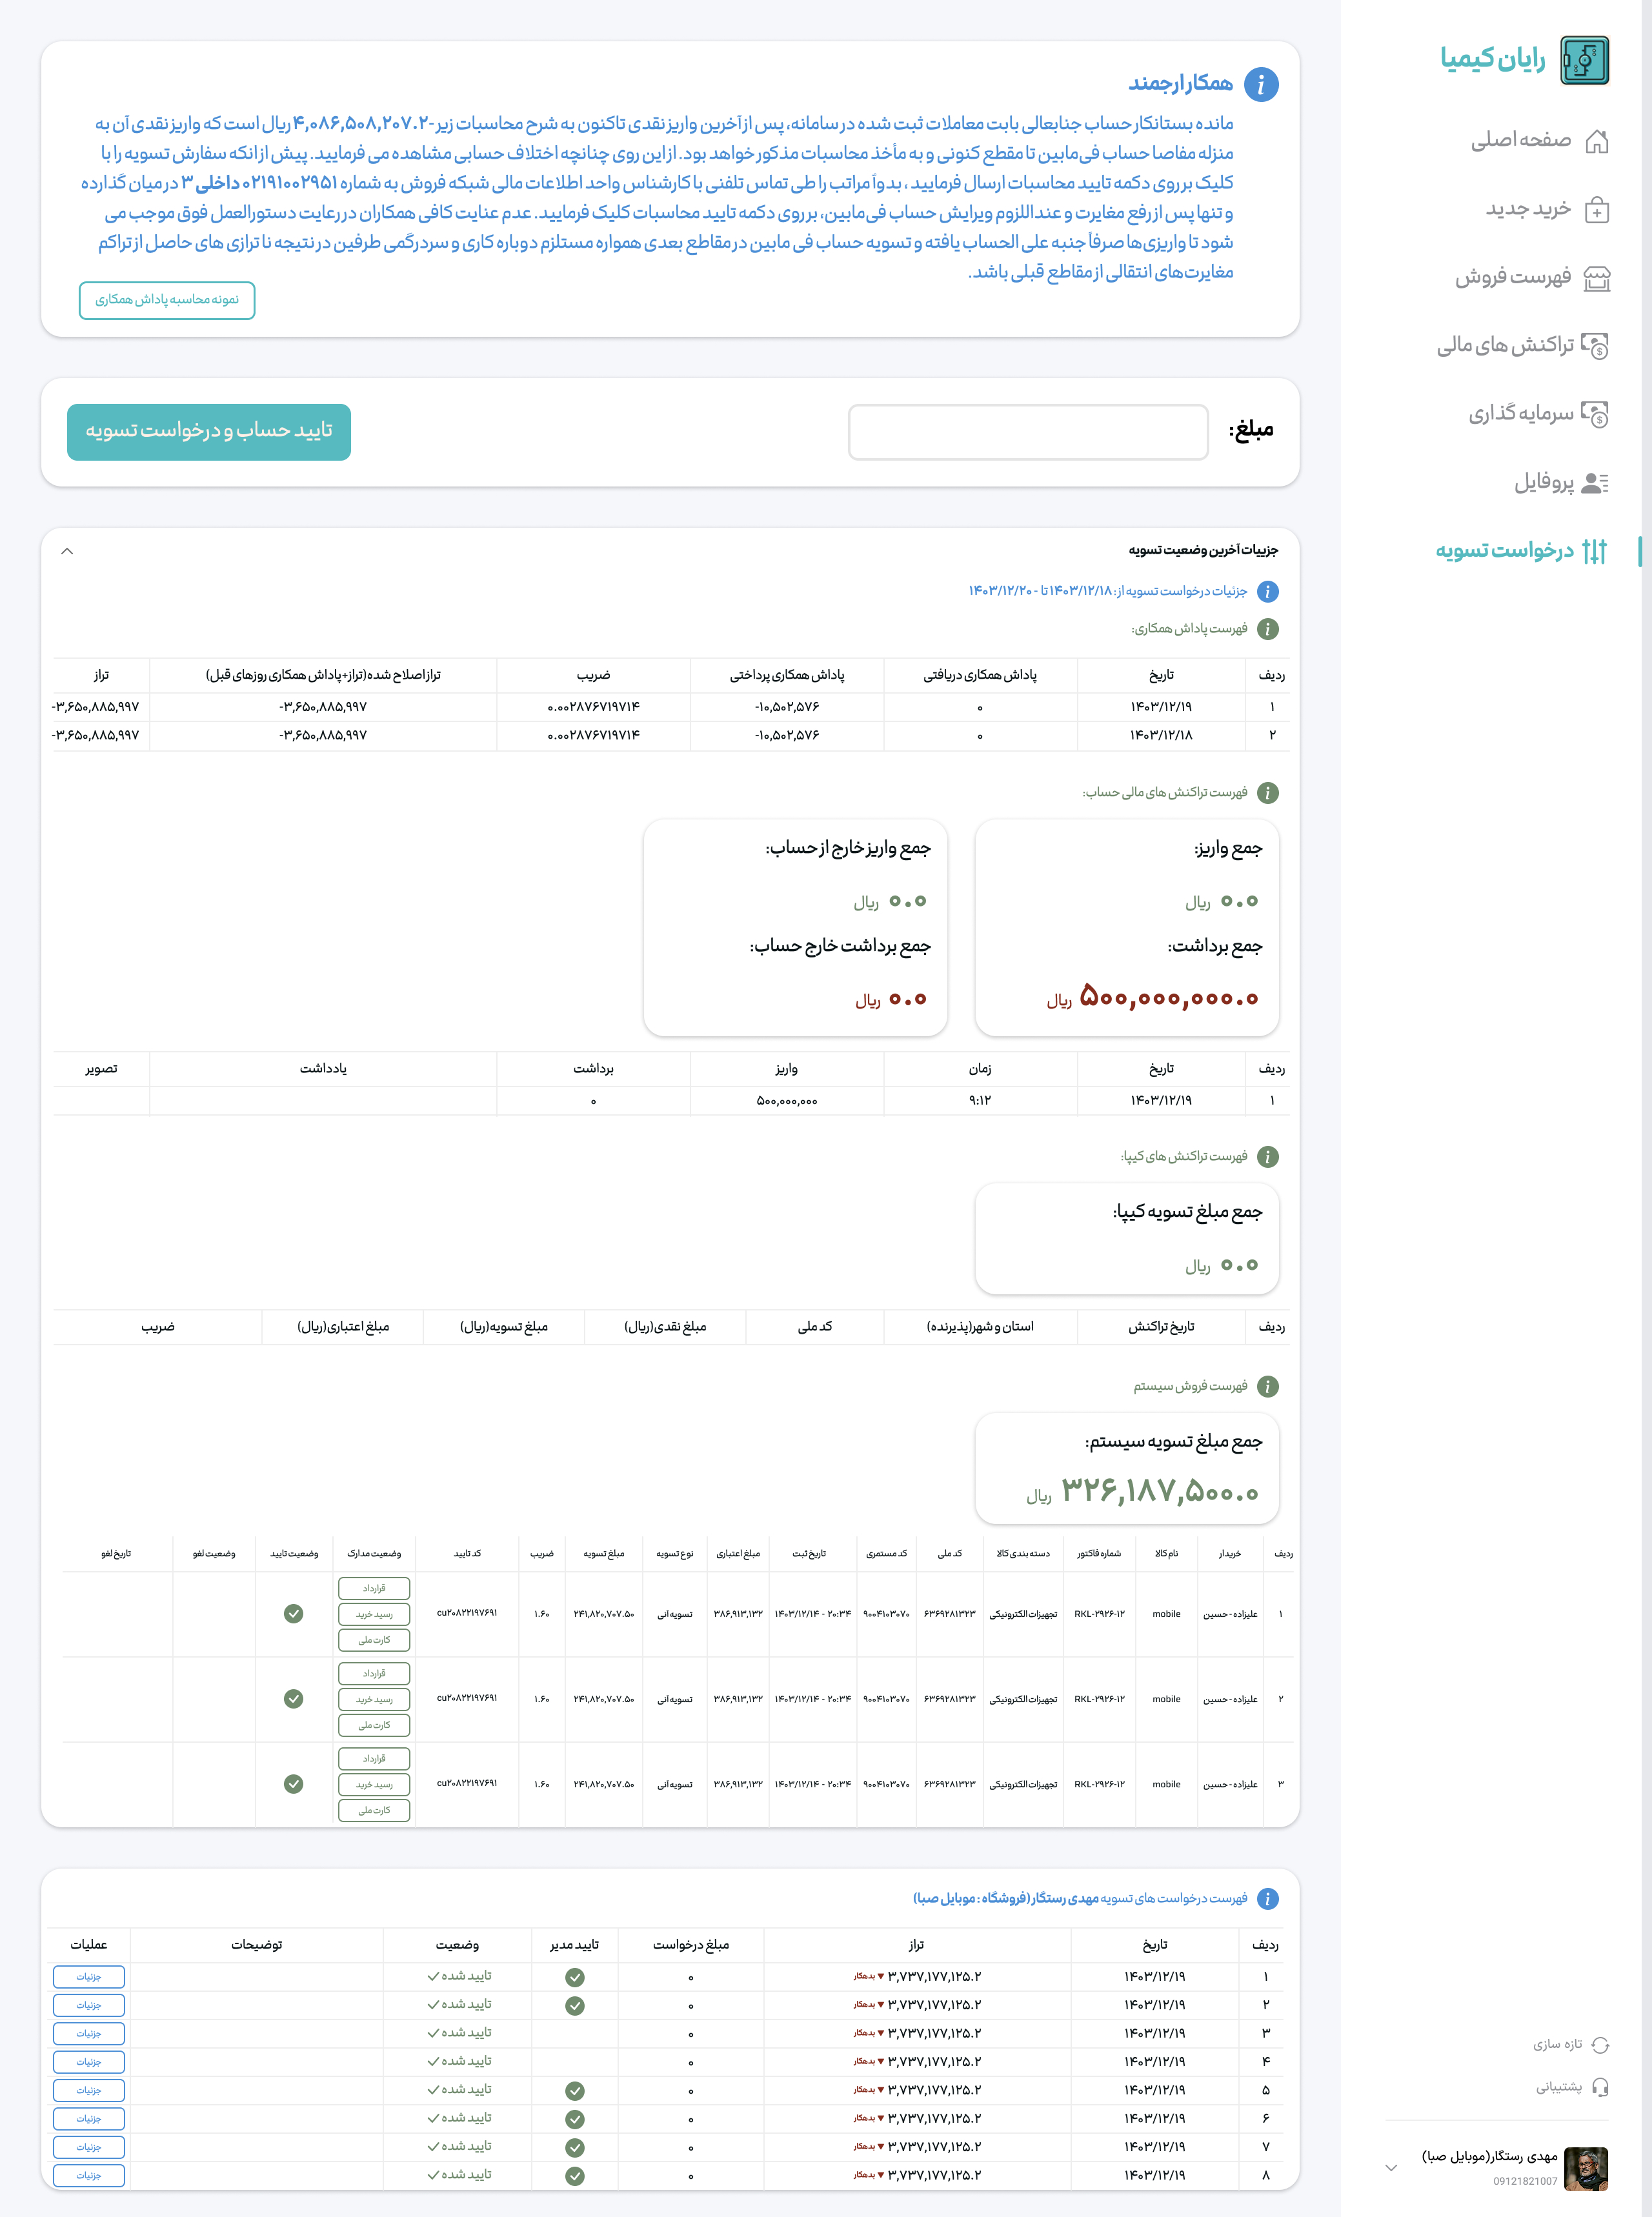 رایان کیمیا
صفحه اصلی
خرید جدید
فهرست فروش
تراکنش های مالی
سرمایه گذاری
پروفایل
درخواست تسویه
تازه سازی
پشتیبانی
مهدی رستگار(موبایل صبا)
09121821007
همکار ارجمند
مانده بستانکار حساب جنابعالی بابت معاملات ثبت شده در سامانه، پس از آخرین واریز نقدی تاکنون به شرح محاسبات زیر -۴,۰۸۶,۵۰۸,۲۰۷.۲ ریال است که واریز نقدی آن به
منزله مفاصا حساب فی‌مابین تا مقطع کنونی و به مأخذ محاسبات مذکور خواهد بود. از این روی چنانچه اختلاف حسابی مشاهده می فرمایید. پیش از انکه سفارش تسویه را با
کلیک بر روی دکمه تایید محاسبات ارسال فرمایید ، بدواً مراتب را طی تماس تلفنی با کارشناس واحد اطلاعات مالی شبکه فروش به شماره ۰۲۱۹۱۰۰۲۹۵۱ داخلی ۳ در میان گذارده
و تنها پس از رفع مغایرت و عنداللزوم ویرایش حساب فی‌مابین، بر روی دکمه تایید محاسبات کلیک فرمایید. عدم عنایت کافی همکاران در رعایت دستورالعمل فوق موجب می
شود تا واریزی‌ها صرفاً جنبه علی الحساب یافته و تسویه حساب فی مابین در مقاطع بعدی همواره مستلزم دوباره کاری و سردرگمی طرفین در نتیجه نا ترازی های حاصل از تراکم
مغایرت‌های انتقالی از مقاطع قبلی باشد.
نمونه محاسبه پاداش همکاری
مبلغ:
تایید حساب و درخواست تسویه
جزییات آخرین وضعیت تسویه
جزئیات درخواست تسویه از : ۱۴۰۳/۱۲/۱۸ تا - ۱۴۰۳/۱۲/۲۰
فهرست پاداش همکاری:
ردیف تاریخ پاداش همکاری دریافتی پاداش همکاری پرداختی ضریب تراز اصلاح شده(تراز+پاداش همکاری روزهای قبل) تراز
۱ ۱۴۰۳/۱۲/۱۹ ۰ -۱۰,۵۰۲,۵۷۶ ۰.۰۰۲۸۷۶۷۱۹۷۱۴ -۳,۶۵۰,۸۸۵,۹۹۷ -۳,۶۵۰,۸۸۵,۹۹۷
۲ ۱۴۰۳/۱۲/۱۸ ۰ -۱۰,۵۰۲,۵۷۶ ۰.۰۰۲۸۷۶۷۱۹۷۱۴ -۳,۶۵۰,۸۸۵,۹۹۷ -۳,۶۵۰,۸۸۵,۹۹۷
فهرست تراکنش های مالی حساب:
جمع واریز:
۰.۰ ریال
جمع برداشت:
۵۰۰,۰۰۰,۰۰۰.۰ ریال
جمع واریز خارج از حساب:
۰.۰ ریال
جمع برداشت خارج حساب:
۰.۰ ریال
ردیف تاریخ زمان واریز برداشت یادداشت تصویر
۱ ۱۴۰۳/۱۲/۱۹ ۹:۱۲ ۵۰۰,۰۰۰,۰۰۰ ۰
فهرست تراکنش های کیپا:
جمع مبلغ تسویه کیپا:
۰.۰ ریال
ردیف تاریخ تراکنش استان و شهر(پذیرنده) کد ملی مبلغ نقدی(ریال) مبلغ تسویه(ریال) مبلغ اعتباری(ریال) ضریب
فهرست فروش سیستم
جمع مبلغ تسویه سیستم:
۳۲۶,۱۸۷,۵۰۰.۰ ریال
ردیف خریدار نام کالا شماره فاکتور دسته بندی کالا کد ملی کد مستمری تاریخ ثبت مبلغ اعتباری نوع تسویه مبلغ تسویه ضریب کد تایید وضعیت مدارک وضعیت تایید وضعیت لغو تاریخ لغو
۱ علیزاده - حسین mobile RKL-۲۹۲۶-۱۲ تجهیزات الکترونیکی ۶۳۶۹۲۸۱۳۲۳ ۹۰۰۴۱۰۳۰۷۰ ۱۴۰۳/۱۲/۱۴ - ۲۰:۳۴ ۳۸۶,۹۱۳,۱۳۲ تسویه آنی ۲۴۱,۸۲۰,۷۰۷.۵۰ ۱.۶۰ cu۲۰۸۲۲۱۹۷۶۹۱ قرارداد رسید خرید کارت ملی
۲ علیزاده - حسین mobile RKL-۲۹۲۶-۱۲ تجهیزات الکترونیکی ۶۳۶۹۲۸۱۳۲۳ ۹۰۰۴۱۰۳۰۷۰ ۱۴۰۳/۱۲/۱۴ - ۲۰:۳۴ ۳۸۶,۹۱۳,۱۳۲ تسویه آنی ۲۴۱,۸۲۰,۷۰۷.۵۰ ۱.۶۰ cu۲۰۸۲۲۱۹۷۶۹۱ قرارداد رسید خرید کارت ملی
۳ علیزاده - حسین mobile RKL-۲۹۲۶-۱۲ تجهیزات الکترونیکی ۶۳۶۹۲۸۱۳۲۳ ۹۰۰۴۱۰۳۰۷۰ ۱۴۰۳/۱۲/۱۴ - ۲۰:۳۴ ۳۸۶,۹۱۳,۱۳۲ تسویه آنی ۲۴۱,۸۲۰,۷۰۷.۵۰ ۱.۶۰ cu۲۰۸۲۲۱۹۷۶۹۱ قرارداد رسید خرید کارت ملی
فهرست درخواست های تسویه مهدی رستگار (فروشگاه : موبایل صبا)
ردیف تاریخ تراز مبلغ درخواست تایید مدیر وضعیت توضیحات عملیات
۱ ۱۴۰۳/۱۲/۱۹ ۳,۷۳۷,۱۷۷,۱۲۵.۲ بدهکار ۰ تایید شده جزئیات
۲ ۱۴۰۳/۱۲/۱۹ ۳,۷۳۷,۱۷۷,۱۲۵.۲ بدهکار ۰ تایید شده جزئیات
۳ ۱۴۰۳/۱۲/۱۹ ۳,۷۳۷,۱۷۷,۱۲۵.۲ بدهکار ۰ تایید شده جزئیات
۴ ۱۴۰۳/۱۲/۱۹ ۳,۷۳۷,۱۷۷,۱۲۵.۲ بدهکار ۰ تایید شده جزئیات
۵ ۱۴۰۳/۱۲/۱۹ ۳,۷۳۷,۱۷۷,۱۲۵.۲ بدهکار ۰ تایید شده جزئیات
۶ ۱۴۰۳/۱۲/۱۹ ۳,۷۳۷,۱۷۷,۱۲۵.۲ بدهکار ۰ تایید شده جزئیات
۷ ۱۴۰۳/۱۲/۱۹ ۳,۷۳۷,۱۷۷,۱۲۵.۲ بدهکار ۰ تایید شده جزئیات
۸ ۱۴۰۳/۱۲/۱۹ ۳,۷۳۷,۱۷۷,۱۲۵.۲ بدهکار ۰ تایید شده جزئیات